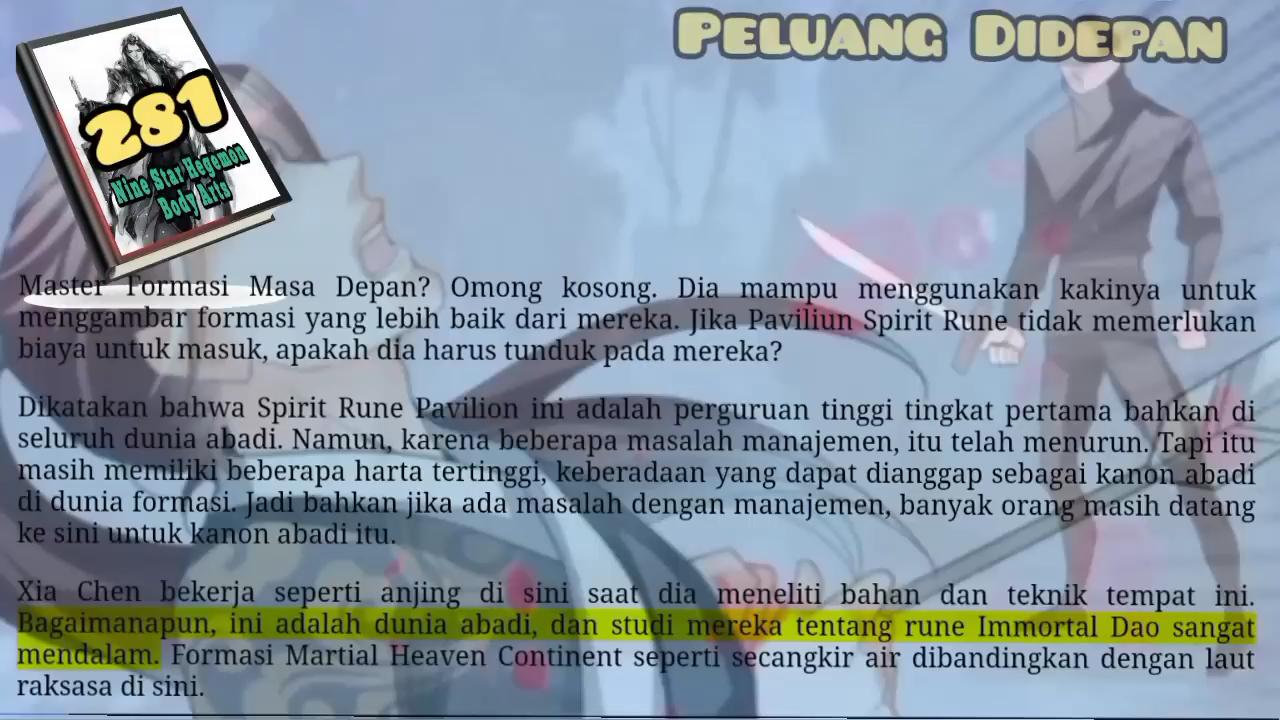 Peluang Didepan
281
Nine Star Hegemon
Body Arts
Master Formasi Masa Depan? Omong kosong. Dia mampu menggunakan kakinya untuk
menggambar formasi yang lebih baik dari mereka. Jika Paviliun Spirit Rune tidak memerlukan
biaya untuk masuk, apakah dia harus tunduk pada mereka?
Dikatakan bahwa Spirit Rune Pavilion ini adalah perguruan tinggi tingkat pertama bahkan di
seluruh dunia abadi. Namun, karena beberapa masalah manajemen, itu telah menurun. Tapi itu
masih memiliki beberapa harta tertinggi, keberadaan yang dapat dianggap sebagai kanon abadi
di dunia formasi. Jadi bahkan jika ada masalah dengan manajemen, banyak orang masih datang
ke sini untuk kanon abadi itu.
Xia Chen bekerja seperti anjing di sini saat dia meneliti bahan dan teknik tempat ini.
Bagaimanapun, ini adalah dunia abadi, dan studi mereka tentang rune Immortal Dao sangat
mendalam. Formasi Martial Heaven Continent seperti secangkir air dibandingkan dengan laut
raksasa di sini.